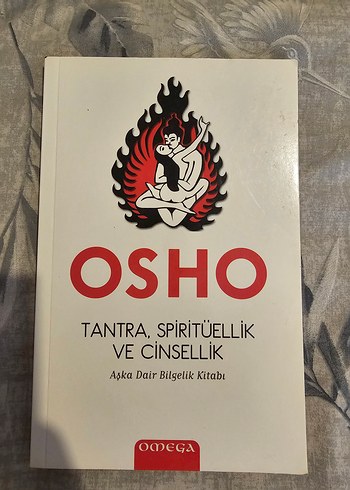 OSHO
TANTRA, SPİRİTÜELLİK
VE CİNSELLİK
Aşka Dair Bilgelik Kitabı
OMEGA